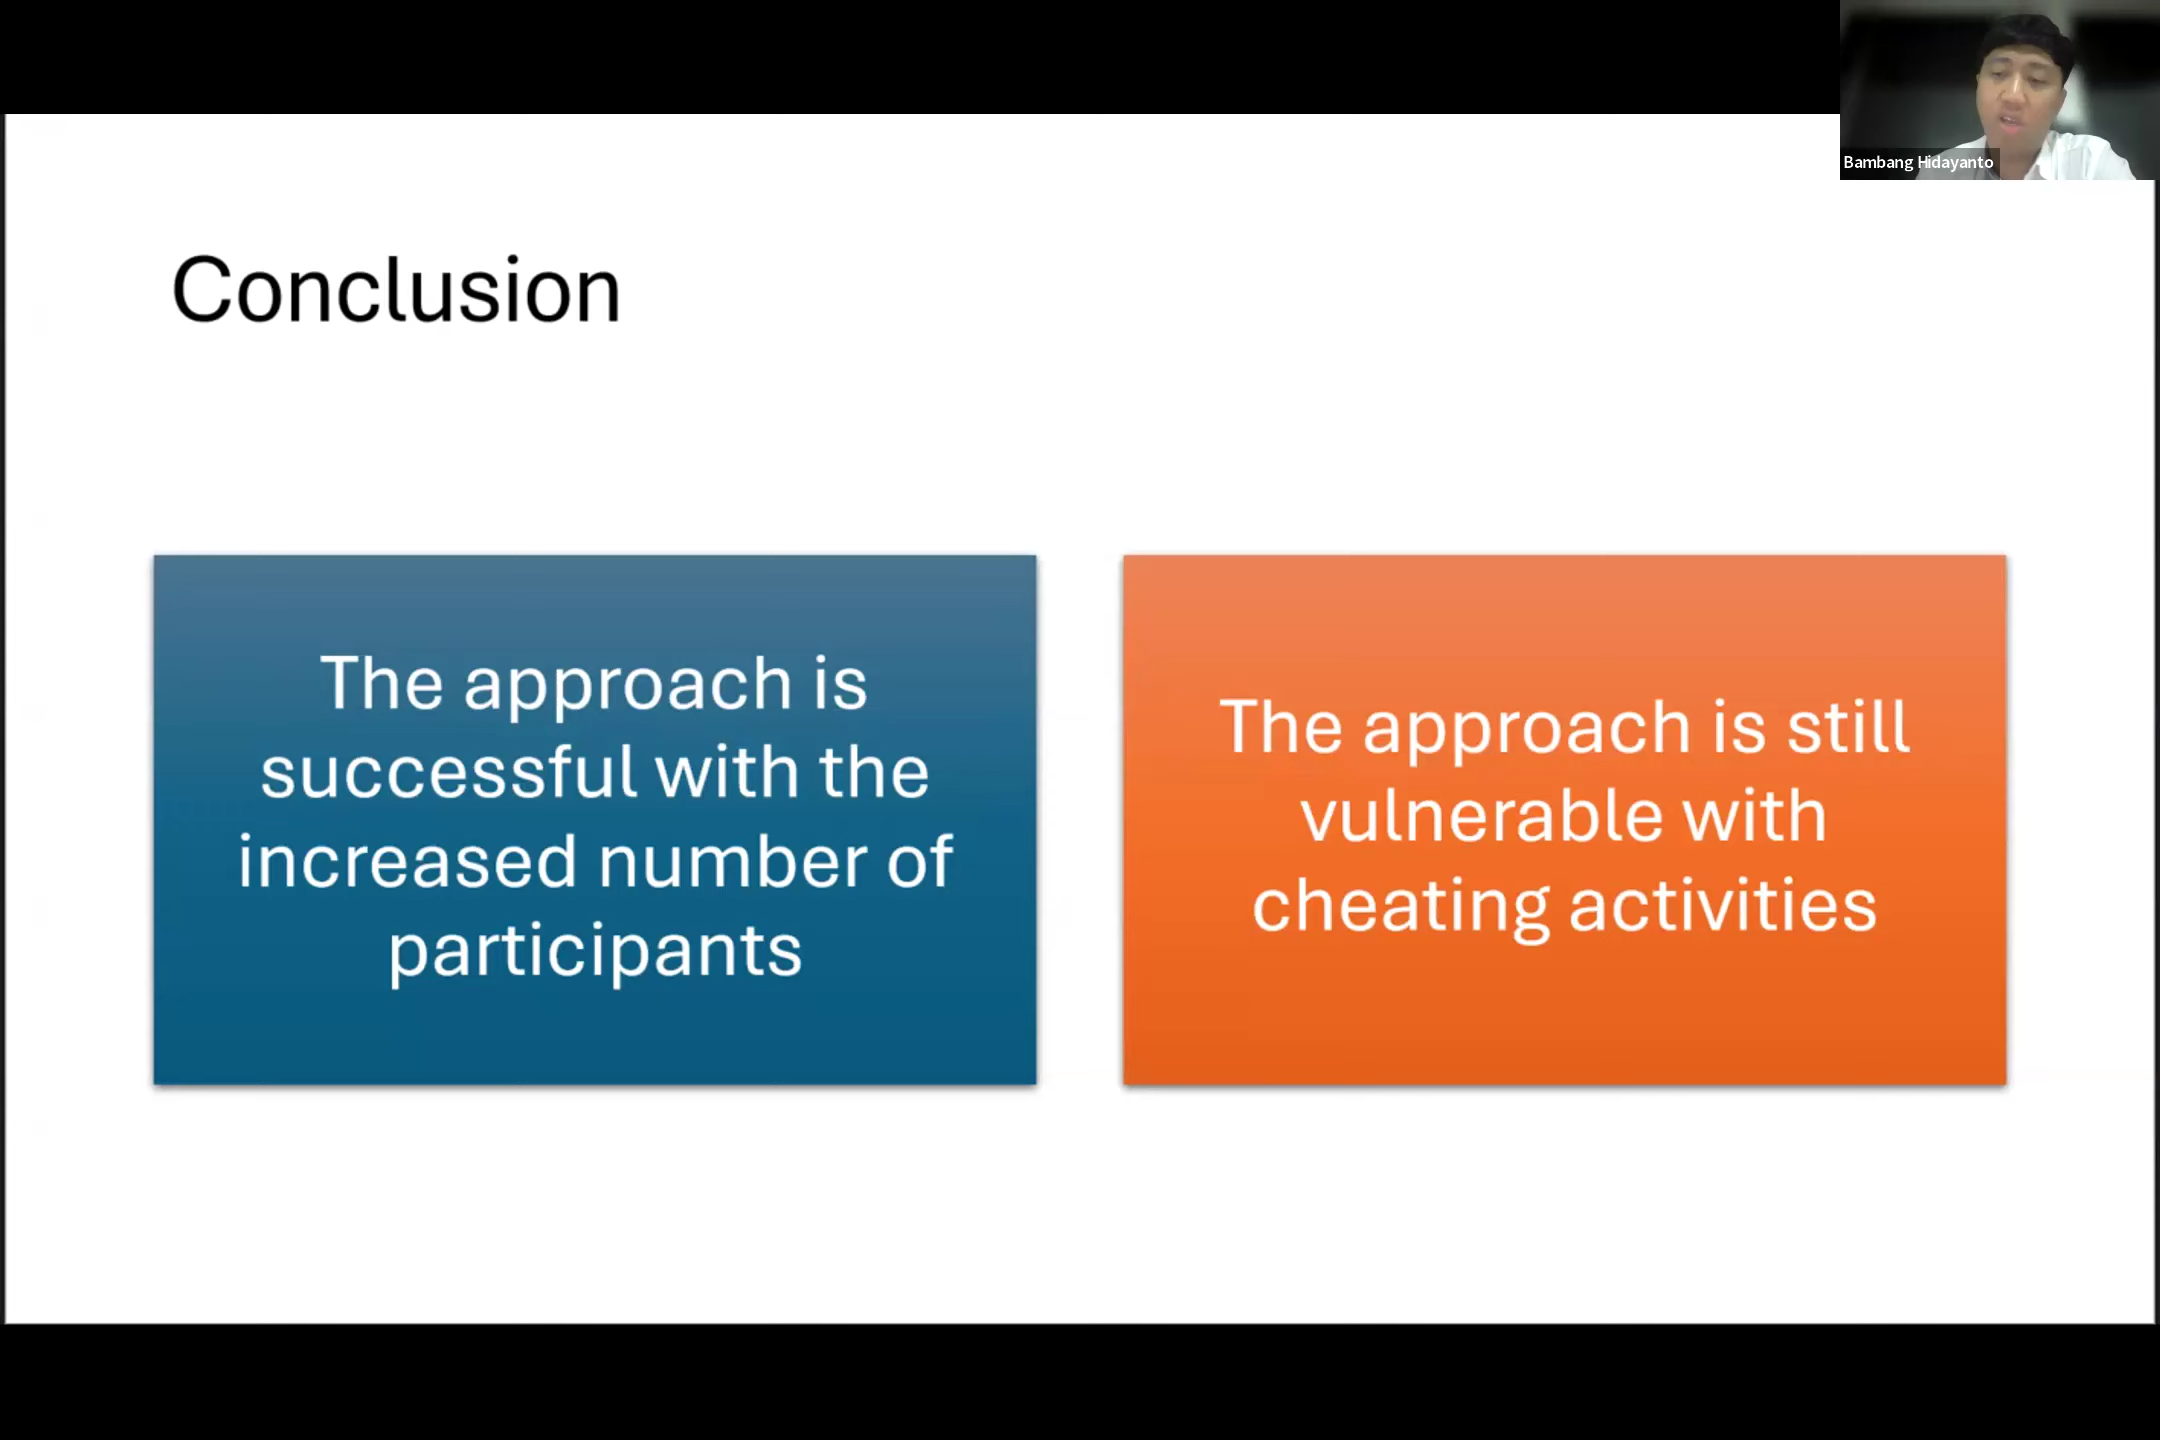 Bambang Hidayanto
Conclusion
The approach is
successful with the
increased number of
participants
The approach is still
vulnerable with
cheating activities